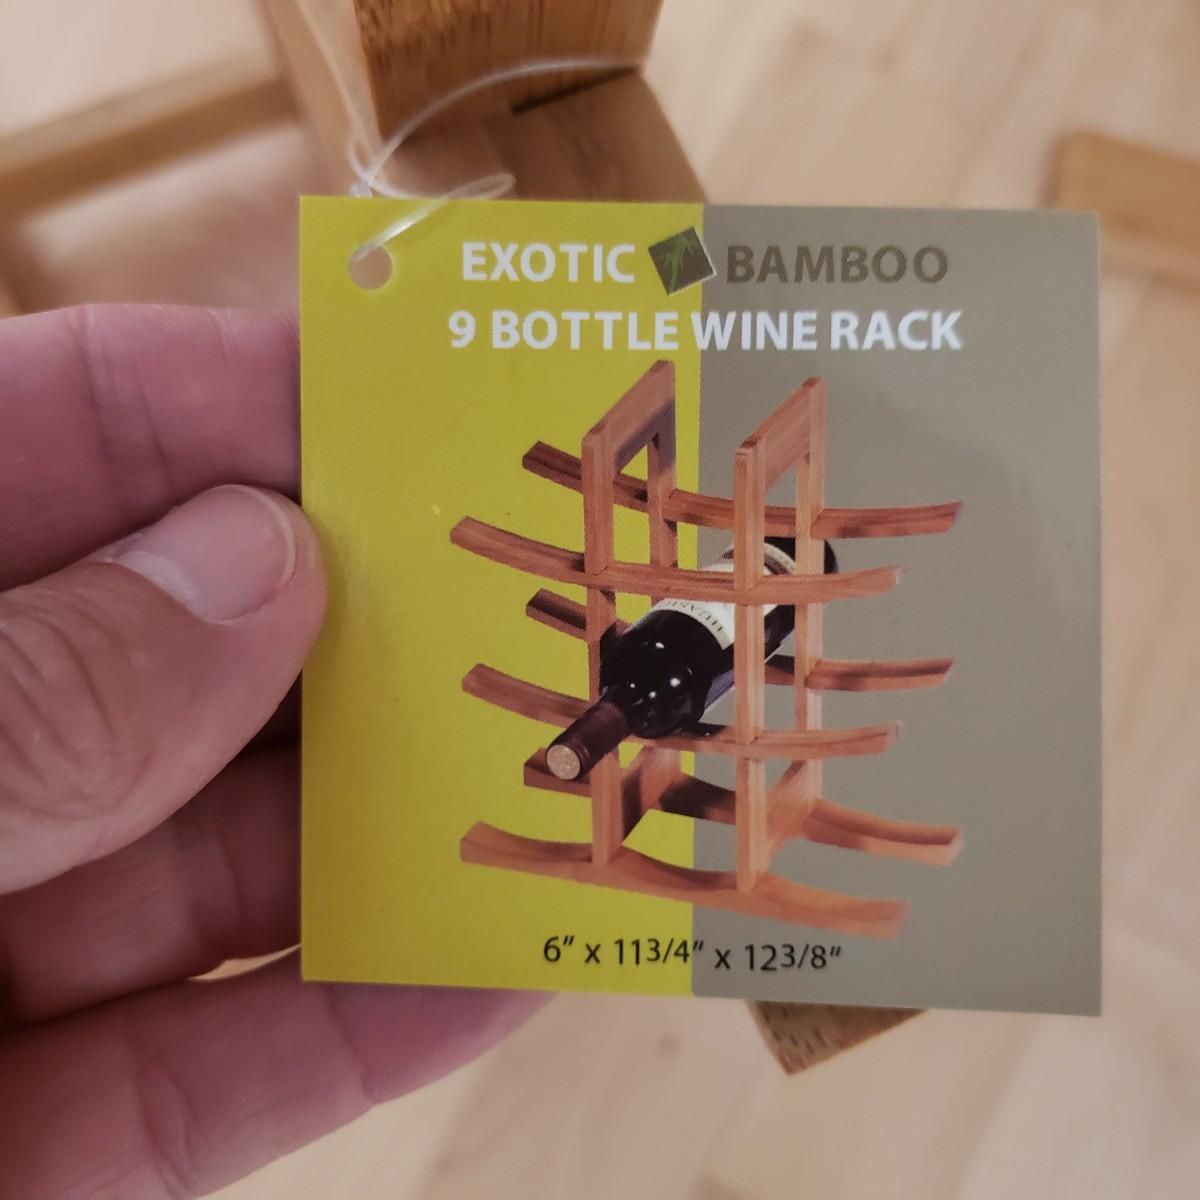 EXOTIC BAMBOO
9 BOTTLE WINE RACK
6" x 113/4" x 123/8"